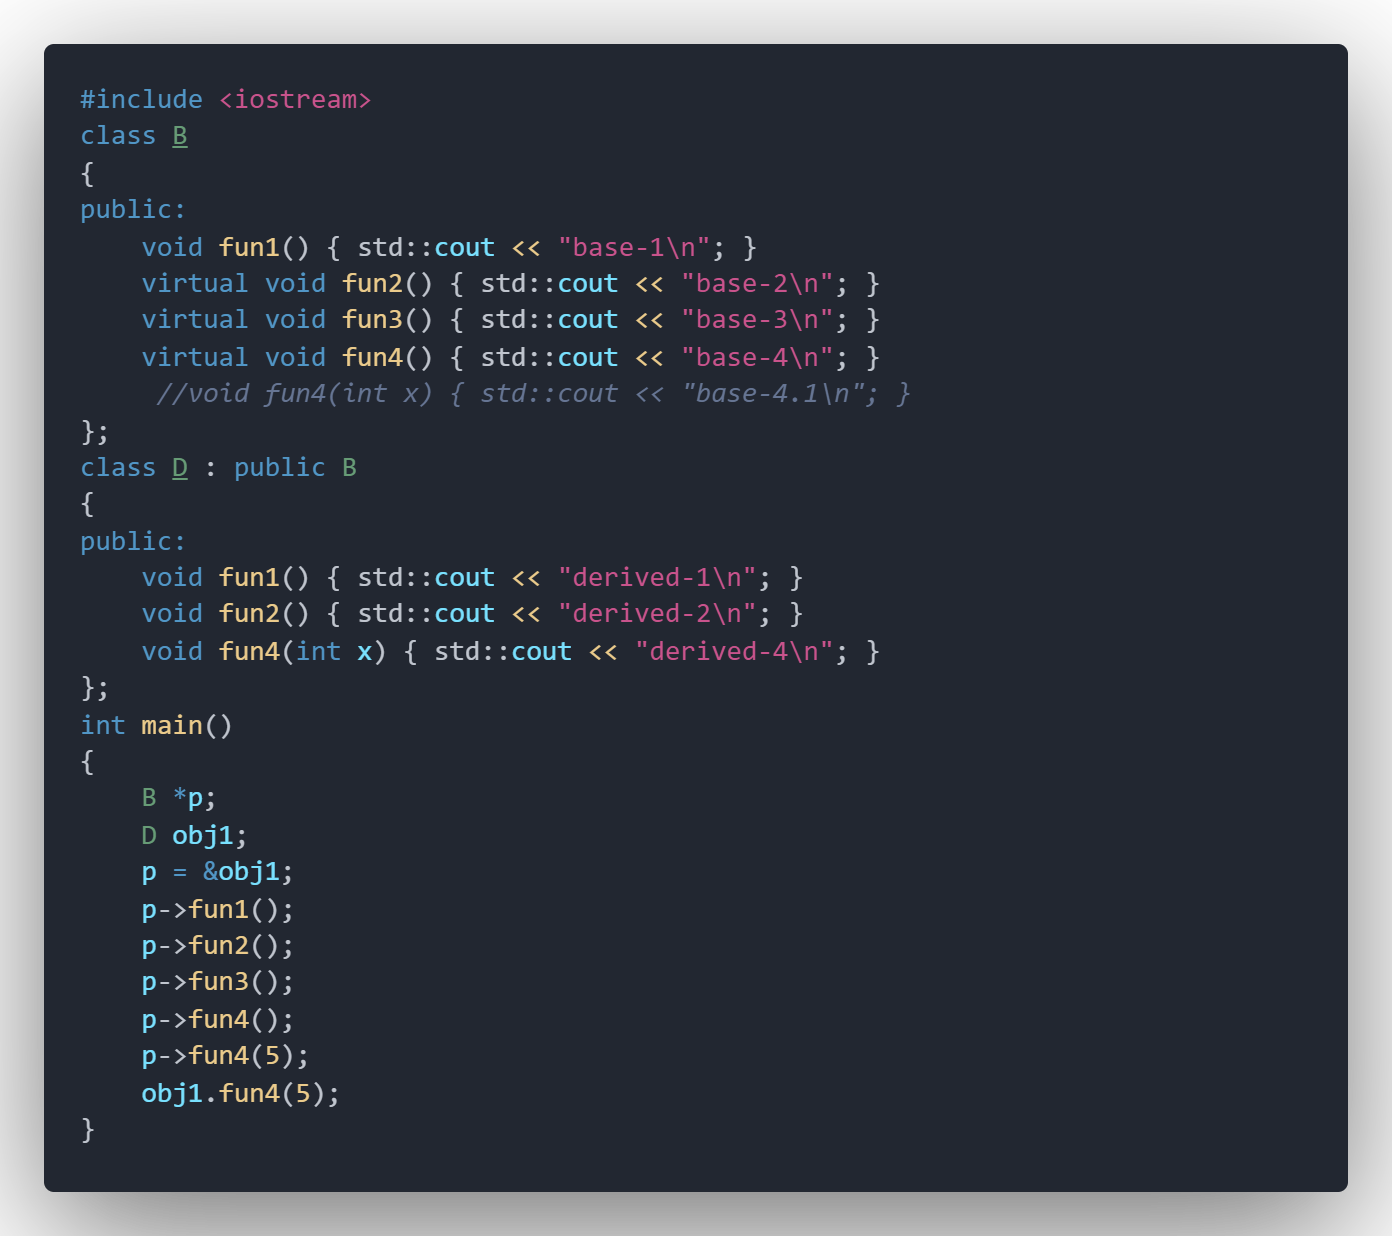 #include <iostream>
class B
{
public:
    void fun1() { std::cout << "base-1\n"; }
    virtual void fun2() { std::cout << "base-2\n"; }
    virtual void fun3() { std::cout << "base-3\n"; }
    virtual void fun4() { std::cout << "base-4\n"; }
     //void fun4(int x) { std::cout << "base-4.1\n"; }
};
class D : public B
{
public:
    void fun1() { std::cout << "derived-1\n"; }
    void fun2() { std::cout << "derived-2\n"; }
    void fun4(int x) { std::cout << "derived-4\n"; }
};
int main()
{
    B *p;
    D obj1;
    p = &obj1;
    p->fun1();
    p->fun2();
    p->fun3();
    p->fun4();
    p->fun4(5);
    obj1.fun4(5);
}